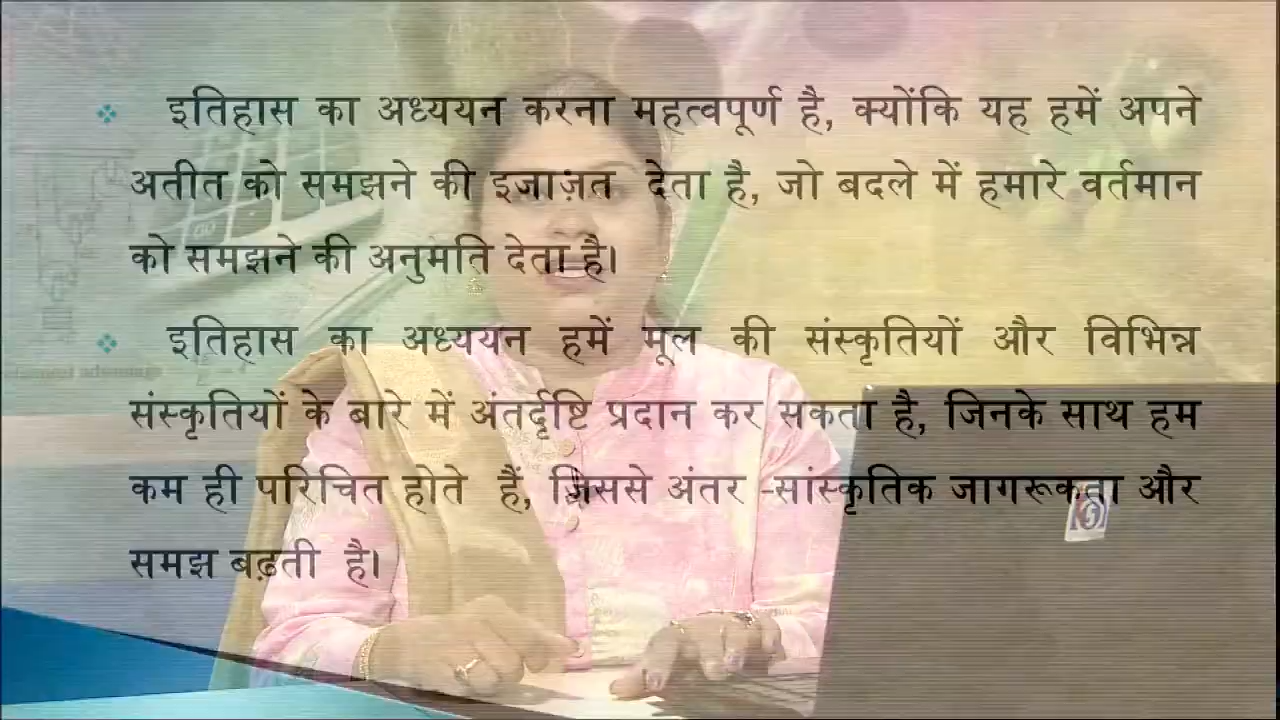 इतिहास का अध्ययन करना महत्वपूर्ण है, क्योंकि यह हमें अपने
अतीत को समझने की इजाज़त देता है, जो बदले में हमारे वर्तमान
को समझने की अनुमति देता है।
इतिहास का अध्ययन हमें मूल की संस्कृतियों और विभिन्न
संस्कृतियों के बारे में अंतर्दृष्टि प्रदान कर सकता है, जिनके साथ हम
कम ही परिचित होते हैं, जिससे अंतर -सांस्कृतिक जागरूकता और
समझ बढ़ती है।